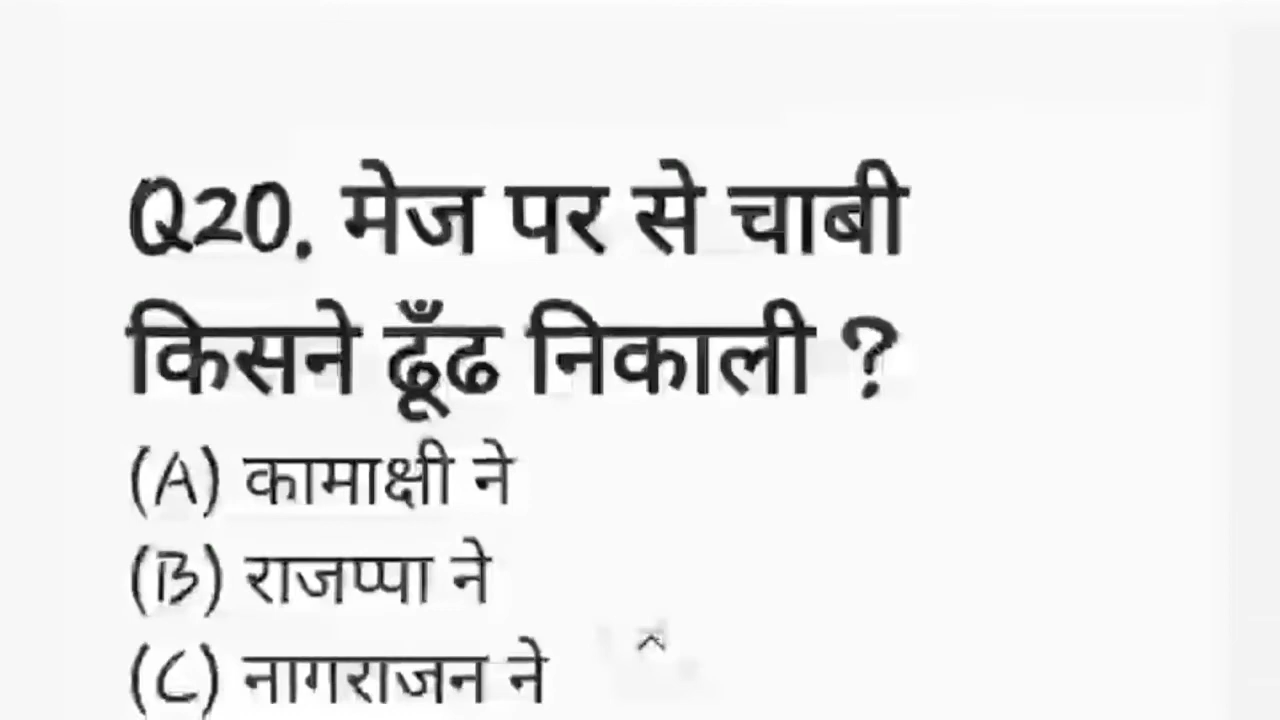 Q20. मेज पर से चाबी
किसने ढूँढ निकाली ?
(A) कामाक्षी ने
(B) राजप्पा ने
(C) नागराजन ने